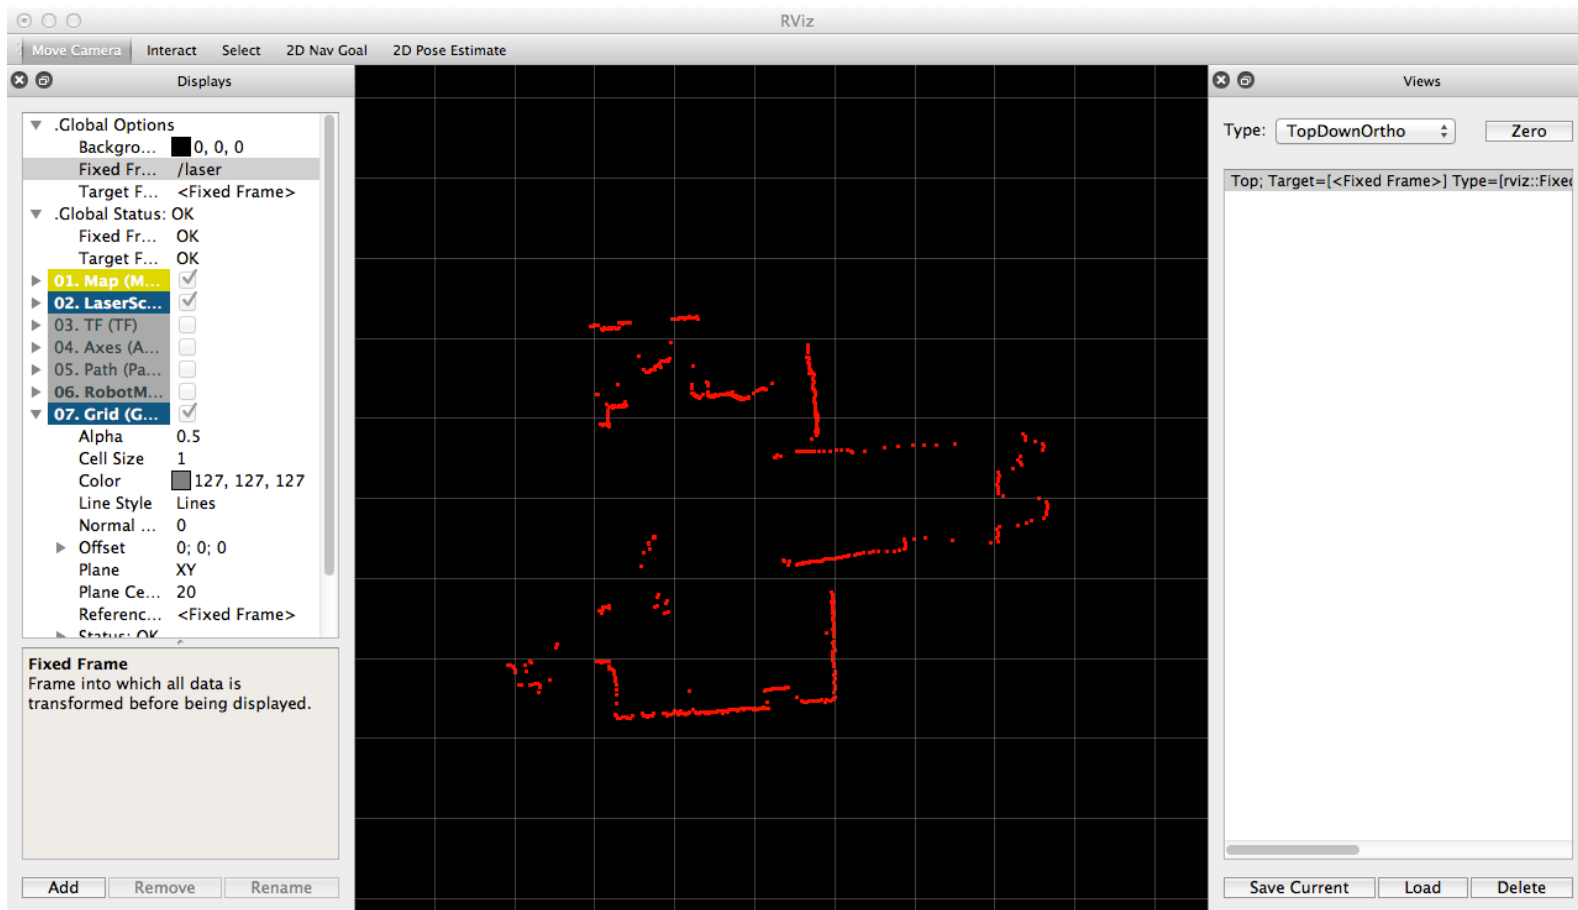 RViz
Move Camera Interact Select 2D Nav Goal 2D Pose Estimate
Displays
.Global Options
Backgro... 0, 0, 0
Fixed Fr... /laser
Target F... <Fixed Frame>
.Global Status: OK
Fixed Fr... OK
Target F... OK
01. Map (M...
02. LaserSc...
03. TF (TF)
04. Axes (A...
05. Path (Pa...
06. RobotM...
07. Grid (G...
Alpha 0.5
Cell Size 1
Color 127, 127, 127
Line Style Lines
Normal ... 0
Offset 0; 0; 0
Plane XY
Plane Ce... 20
Referenc... <Fixed Frame>
Status: OK
Fixed Frame
Frame into which all data is
transformed before being displayed.
Add Remove Rename
Views
Type: TopDownOrtho Zero
Top; Target=[<Fixed Frame>] Type=[rviz::Fixed
Save Current Load Delete